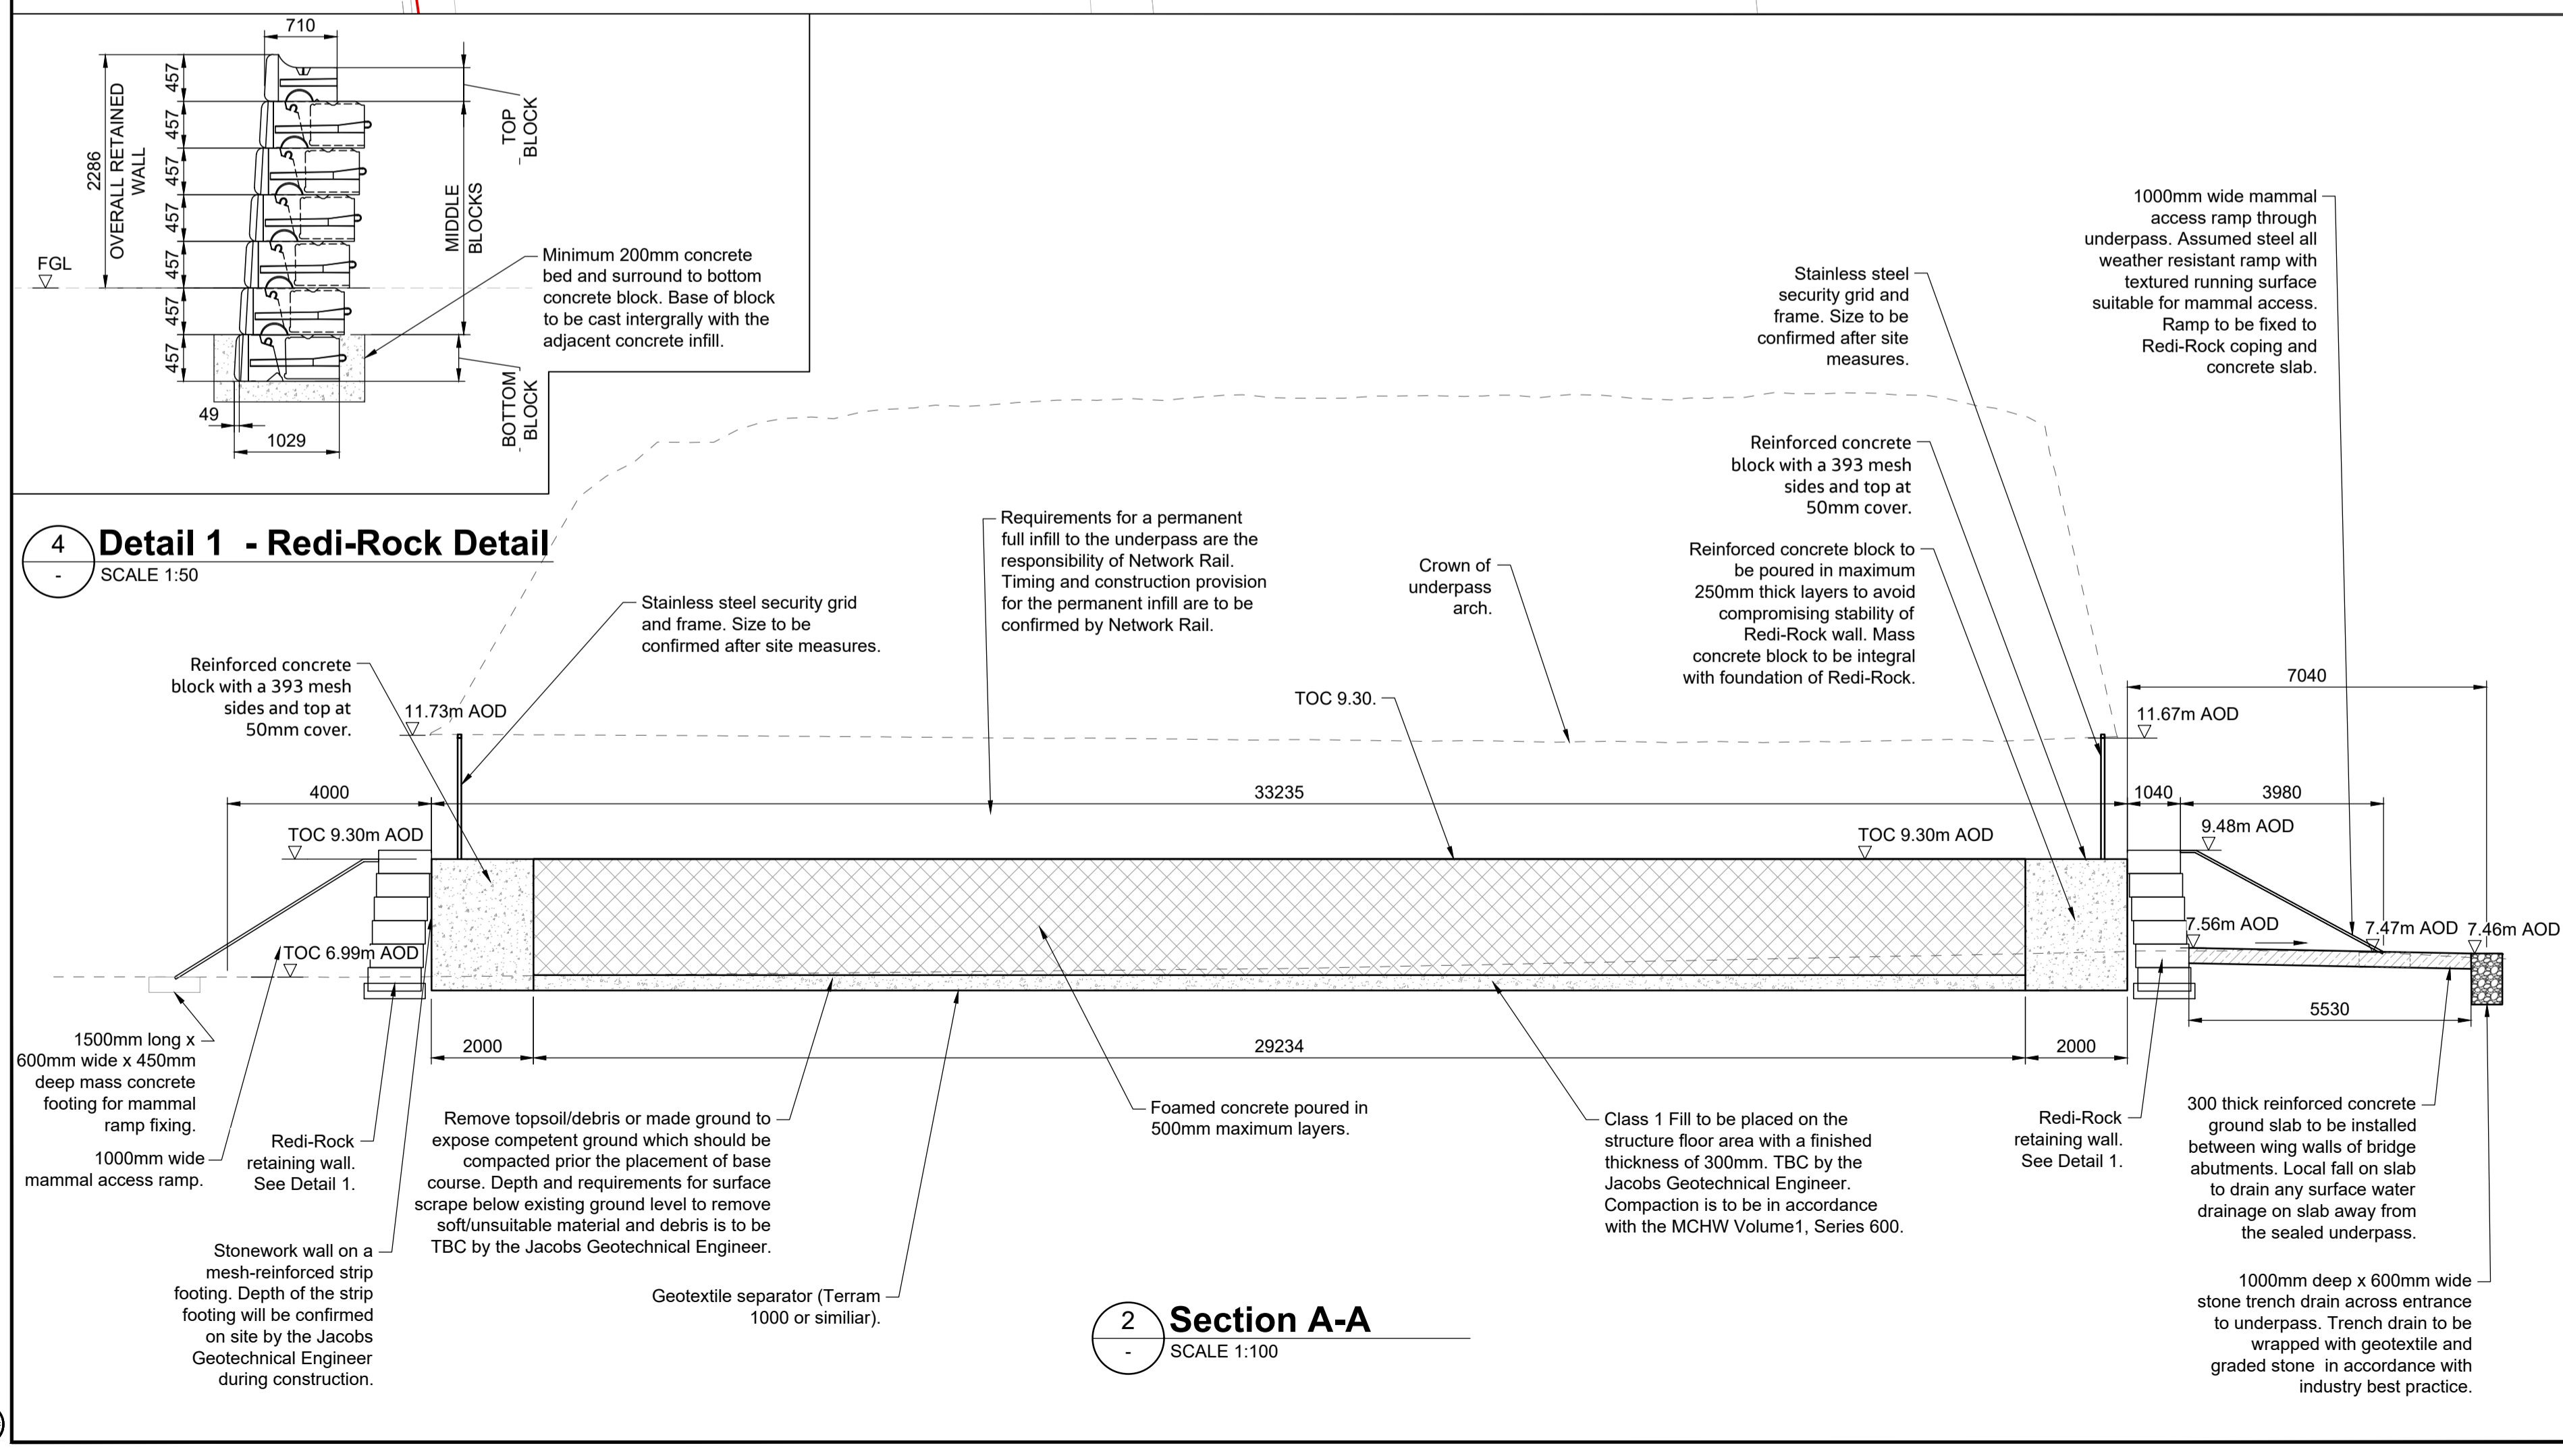 710
457
457
457
457
457
457
457
2286
OVERALL RETAINED
WALL
FGL
TOP
BLOCK
MIDDLE
BLOCKS
BOTTOM
BLOCK
49
1029
Minimum 200mm concrete
bed and surround to bottom
concrete block. Base of block
to be cast intergrally with the
adjacent concrete infill.
4
-
Detail 1 - Redi-Rock Detail
SCALE 1:50
1000mm wide mammal
access ramp through
underpass. Assumed steel all
weather resistant ramp with
textured running surface
suitable for mammal access.
Ramp to be fixed to
Redi-Rock coping and
concrete slab.
Stainless steel
security grid and
frame. Size to be
confirmed after site
measures.
Reinforced concrete
block with a 393 mesh
sides and top at
50mm cover.
Reinforced concrete block to
be poured in maximum
250mm thick layers to avoid
compromising stability of
Redi-Rock wall. Mass
concrete block to be integral
with foundation of Redi-Rock.
Requirements for a permanent
full infill to the underpass are the
responsibility of Network Rail.
Timing and construction provision
for the permanent infill are to be
confirmed by Network Rail.
Crown of
underpass
arch.
Stainless steel security grid
and frame. Size to be
confirmed after site measures.
Reinforced concrete
block with a 393 mesh
sides and top at
50mm cover.
11.73m AOD
TOC 9.30.
7040
11.67m AOD
4000
33235
1040
3980
TOC 9.30m AOD
TOC 9.30m AOD
9.48m AOD
TOC 6.99m AOD
7.56m AOD
7.47m AOD
7.46m AOD
5530
2000
29234
2000
1500mm long x
600mm wide x 450mm
deep mass concrete
footing for mammal
ramp fixing.
1000mm wide
mammal access ramp.
Redi-Rock
retaining wall.
See Detail 1.
Stonework wall on a
mesh-reinforced strip
footing. Depth of the strip
footing will be confirmed
on site by the Jacobs
Geotechnical Engineer
during construction.
Remove topsoil/debris or made ground to
expose competent ground which should be
compacted prior the placement of base
course. Depth and requirements for surface
scrape below existing ground level to remove
soft/unsuitable material and debris is to be
TBC by the Jacobs Geotechnical Engineer.
Geotextile separator (Terram
1000 or similiar).
Foamed concrete poured in
500mm maximum layers.
Class 1 Fill to be placed on the
structure floor area with a finished
thickness of 300mm. TBC by the
Jacobs Geotechnical Engineer.
Compaction is to be in accordance
with the MCHW Volume1, Series 600.
Redi-Rock
retaining wall.
See Detail 1.
300 thick reinforced concrete
ground slab to be installed
between wing walls of bridge
abutments. Local fall on slab
to drain any surface water
drainage on slab away from
the sealed underpass.
1000mm deep x 600mm wide
stone trench drain across entrance
to underpass. Trench drain to be
wrapped with geotextile and
graded stone in accordance with
industry best practice.
2
-
Section A-A
SCALE 1:100